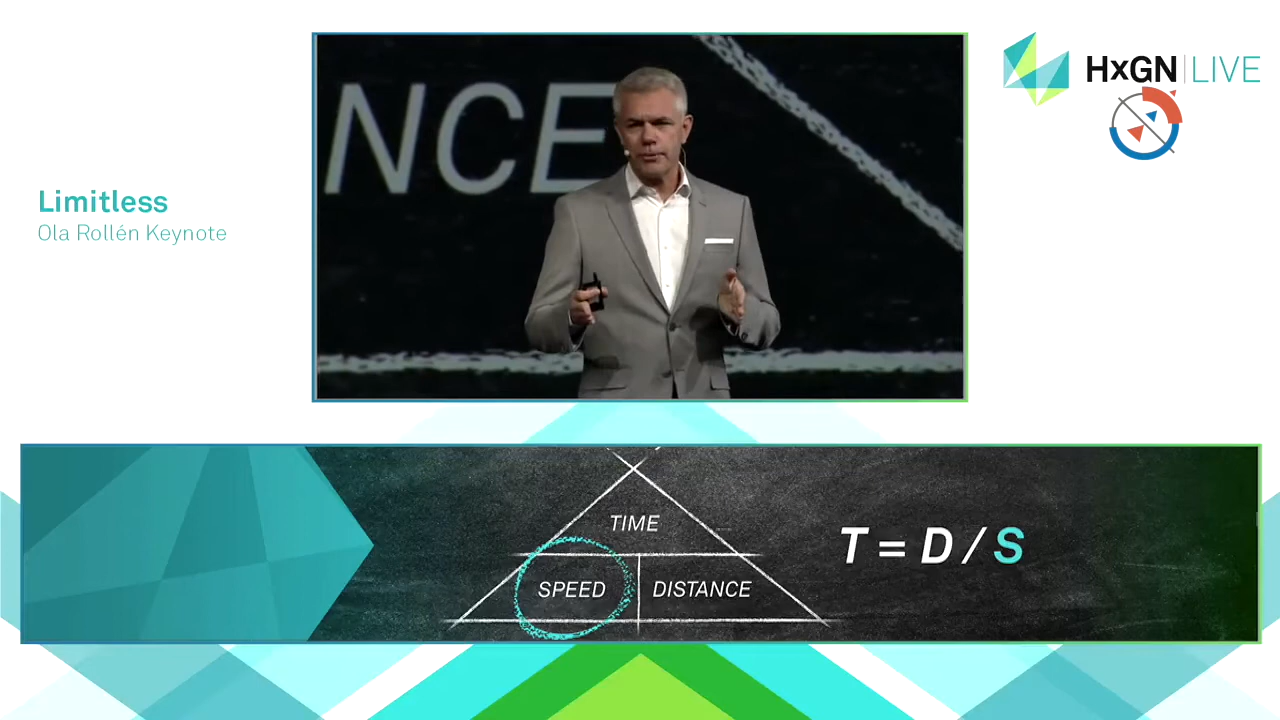 HxGN LIVE
NCE
Limitless
Ola Rollén Keynote
TIME
SPEED
DISTANCE
T = D / S